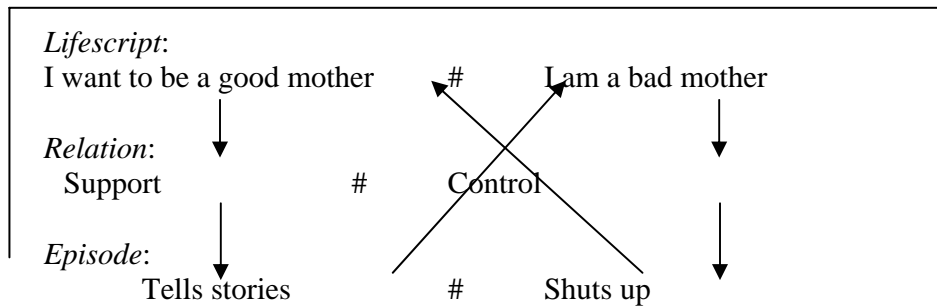 Lifescript:
I want to be a good mother # I am a bad mother
Relation:
Support # Control
Episode:
Tells stories # Shuts up